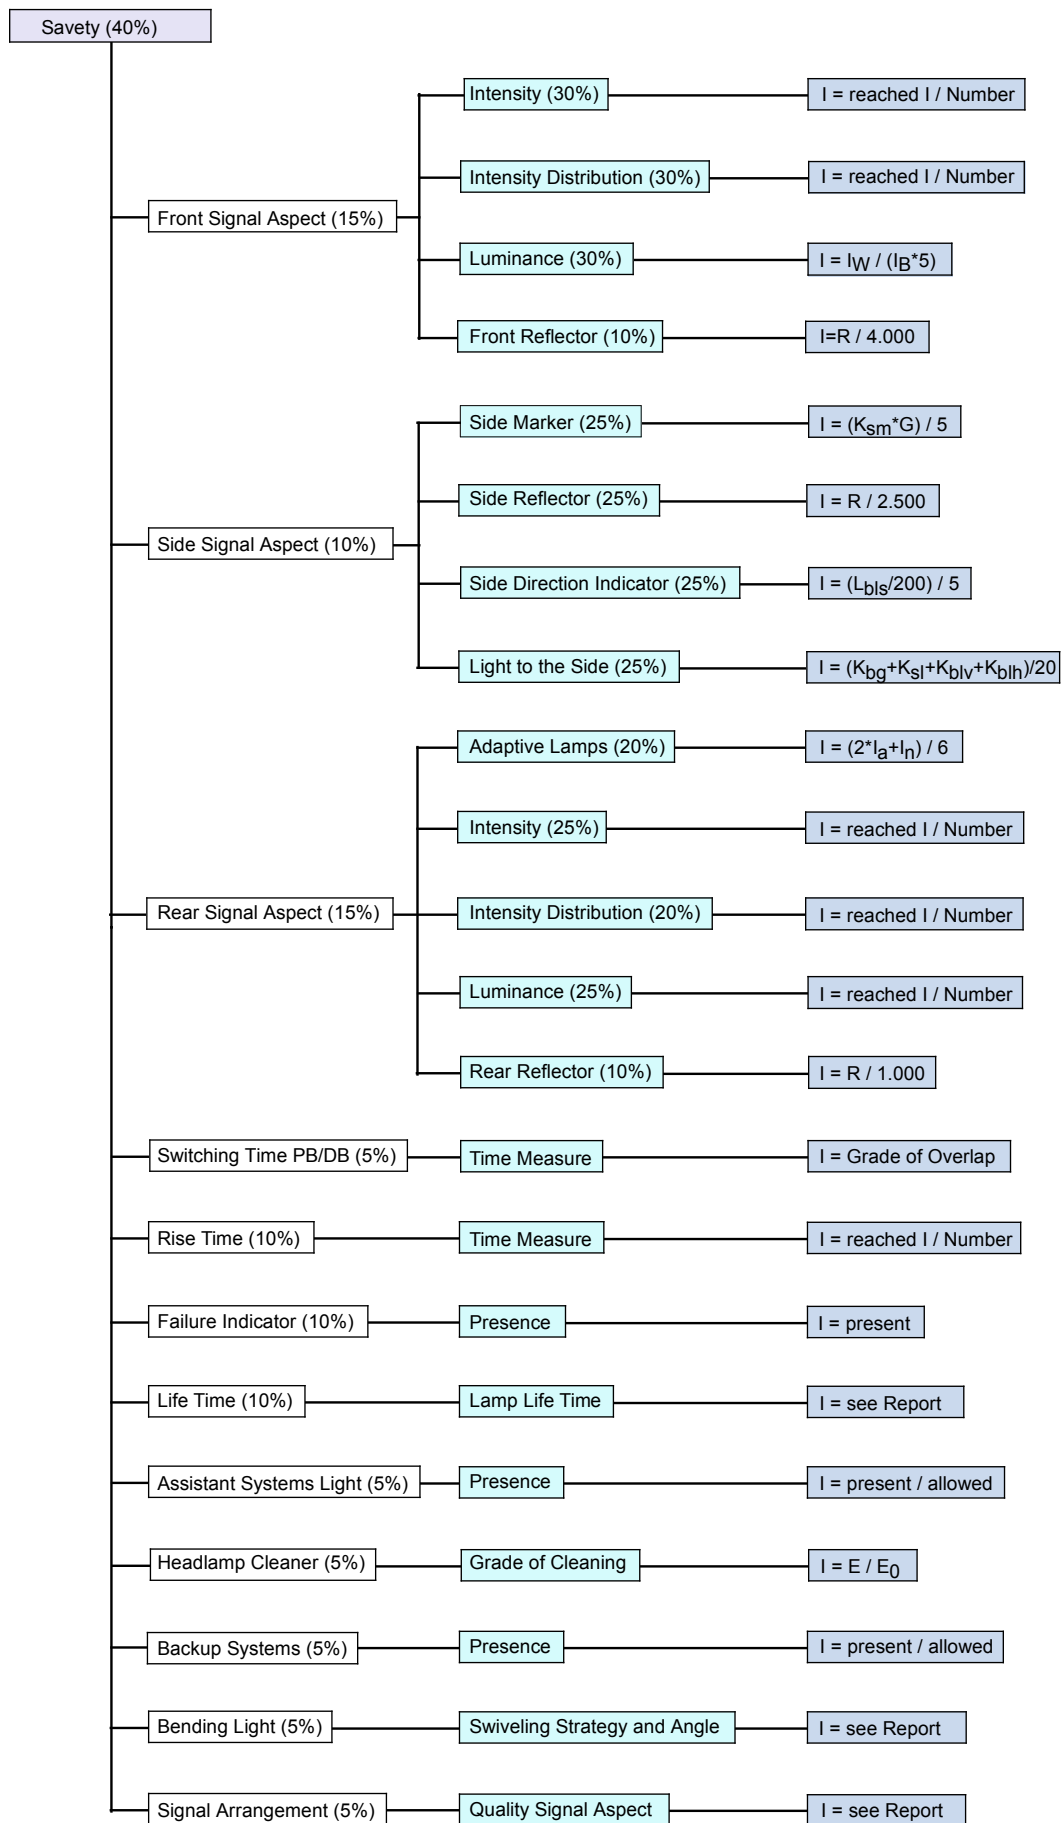 Savety (40%)
Intensity (30%)
I = reached I / Number
Intensity Distribution (30%)
I = reached I / Number
Front Signal Aspect (15%)
Luminance (30%)
I = IW / (IB*5)
Front Reflector (10%)
I=R / 4.000
Side Marker (25%)
I = (Ksm*G) / 5
Side Reflector (25%)
I = R / 2.500
Side Signal Aspect (10%)
Side Direction Indicator (25%)
I = (Lbls/200) / 5
Light to the Side (25%)
I = (Kbg+Ksl+Kblv+Kblh)/20
Adaptive Lamps (20%)
I = (2*Ia+In) / 6
Intensity (25%)
I = reached I / Number
Rear Signal Aspect (15%)
Intensity Distribution (20%)
I = reached I / Number
Luminance (25%)
I = reached I / Number
Rear Reflector (10%)
I = R / 1.000
Switching Time PB/DB (5%)
Time Measure
I = Grade of Overlap
Rise Time (10%)
Time Measure
I = reached I / Number
Failure Indicator (10%)
Presence
I = present
Life Time (10%)
Lamp Life Time
I = see Report
Assistant Systems Light (5%)
Presence
I = present / allowed
Headlamp Cleaner (5%)
Grade of Cleaning
I = E / E0
Backup Systems (5%)
Presence
I = present / allowed
Bending Light (5%)
Swiveling Strategy and Angle
I = see Report
Signal Arrangement (5%)
Quality Signal Aspect
I = see Report